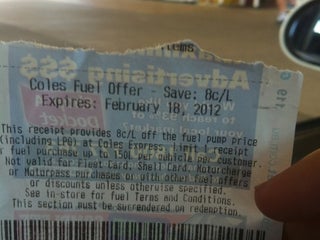 Items
Advertising $$$
Coles Fuel Offer - Save: 8c/L
Expires: February 18, 2012
This receipt provides 8c/L off the fuel pump price
(including LPG) at Coles Express. Limit 1 receipt
for fuel purchase up to 150L per vehicle per customer.
Not valid for Fleet Card, Shell Card, Motorcharge
or Motorpass purchases or with other fuel offers
or discounts unless otherwise specified.
See in-store for fuel Terms and Conditions.
This section must be surrendered on redemption.